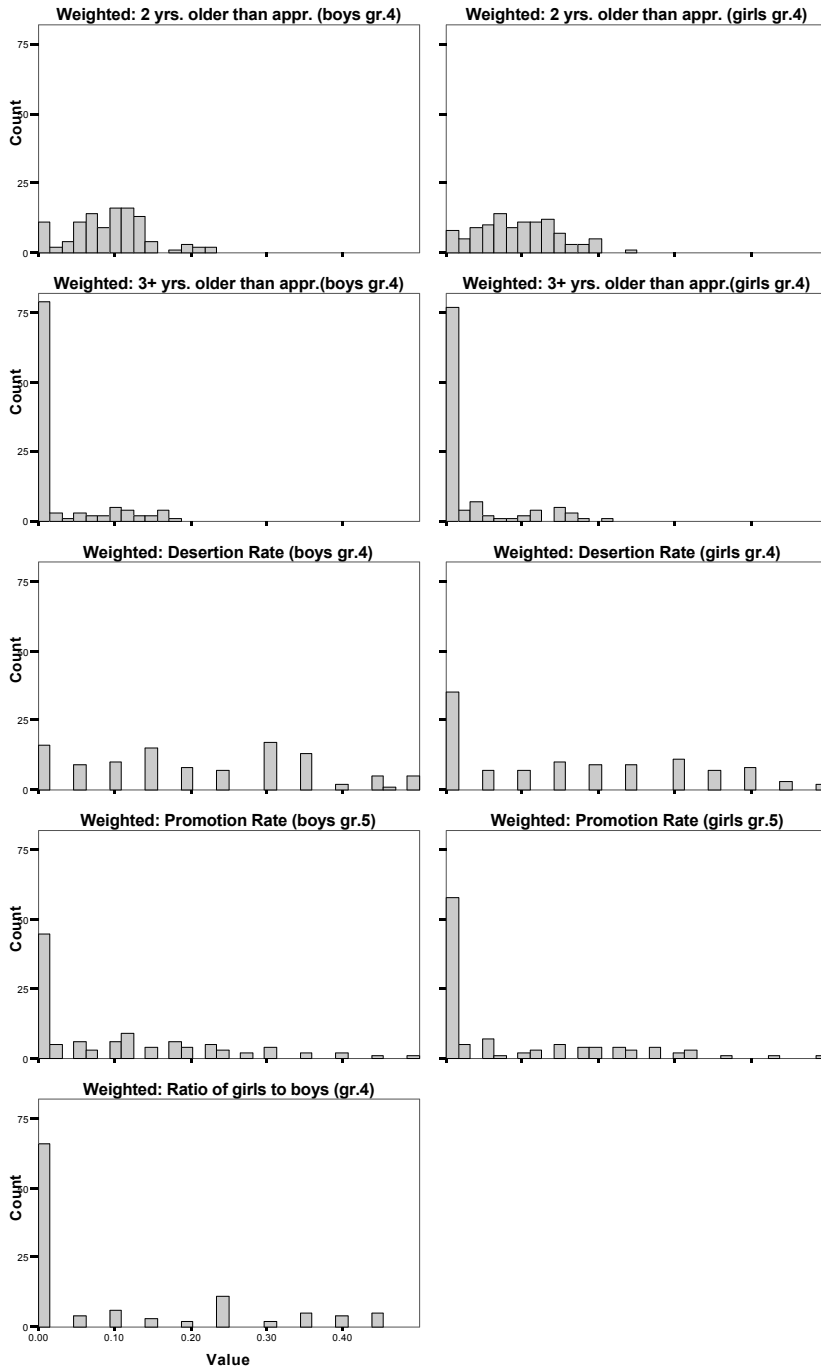 Weighted: 2 yrs. older than appr. (boys gr.4)
Weighted: 2 yrs. older than appr. (girls gr.4)
75
50
25
0
Count
Weighted: 3+ yrs. older than appr.(boys gr.4)
Weighted: 3+ yrs. older than appr.(girls gr.4)
75
50
25
0
Count
Count
Weighted: Desertion Rate (boys gr.4)
Weighted: Desertion Rate (girls gr.4)
75
50
25
0
Count
Weighted: Promotion Rate (boys gr.5)
Weighted: Promotion Rate (girls gr.5)
75
50
25
0
Count
Weighted: Ratio of girls to boys (gr.4)
75
50
25
0
Count
0.00 0.10 0.20 0.30 0.40
Value